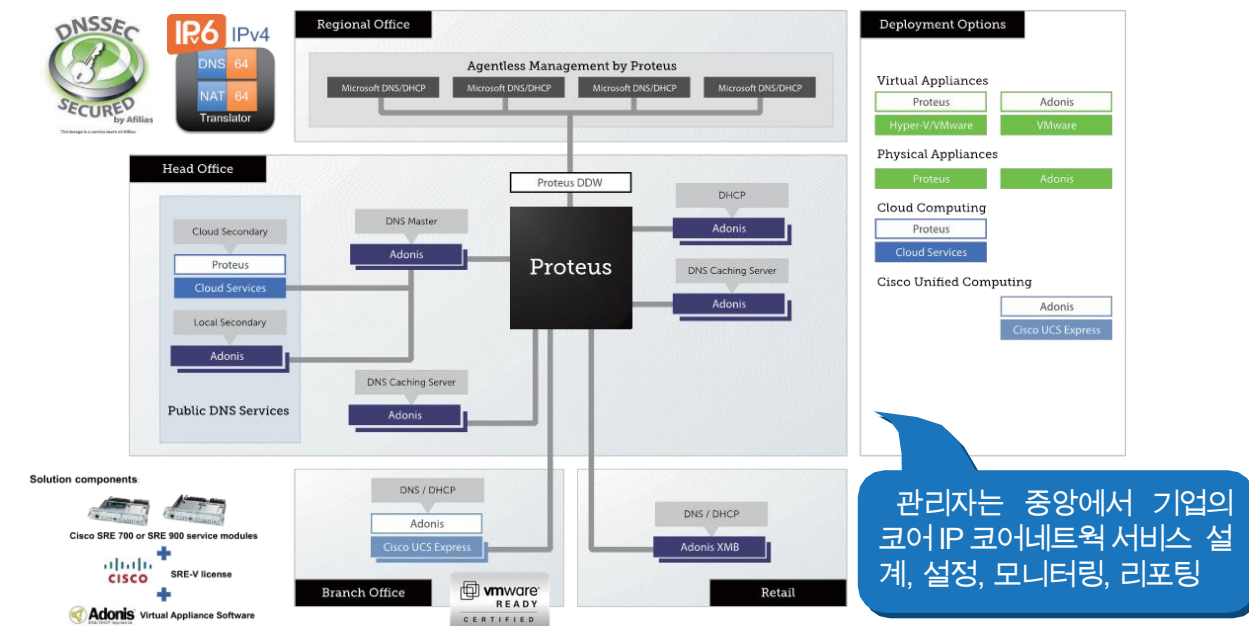 DNSSEC
SECURED
by Afilias
This image is a service mark of Afilias.
IPv6 IPv4
DNS 64
NAT 64
Translator
Regional Office
Agentless Management by Proteus
Microsoft DNS/DHCP
Microsoft DNS/DHCP
Microsoft DNS/DHCP
Microsoft DNS/DHCP
Head Office
Proteus DDW
Proteus
Cloud Secondary
Proteus
Cloud Services
Local Secondary
Adonis
Public DNS Services
DNS Master
Adonis
DNS Caching Server
Adonis
DHCP
Adonis
DNS Caching Server
Adonis
Deployment Options
Virtual Appliances
Proteus
Hyper-V/VMware
Adonis
VMware
Physical Appliances
Proteus
Adonis
Cloud Computing
Proteus
Cloud Services
Cisco Unified Computing
Adonis
Cisco UCS Express
Solution components:
Cisco SRE 700 or SRE 900 service modules
CISCO
SRE-V license
Adonis Virtual Appliance Software
DNS / DHCP
Adonis
Cisco UCS Express
Branch Office
vmware
READY
CERTIFIED
DNS / DHCP
Adonis XMB
Retail
관리자는 중앙에서 기업의
코어 IP 코어네트웍 서비스 설
계, 설정, 모니터링, 리포팅